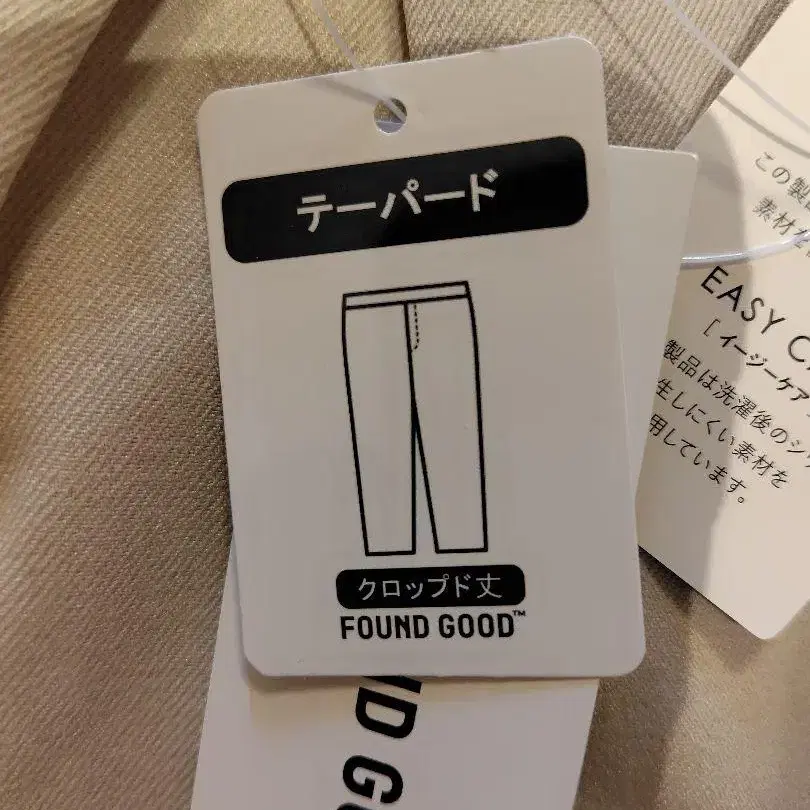 テーパード
クロップド丈
FOUND GOOD™
この製品
素材を
EASY
[イージーケア
製品は洗濯後のシ
生しにくい素材を
用しています。